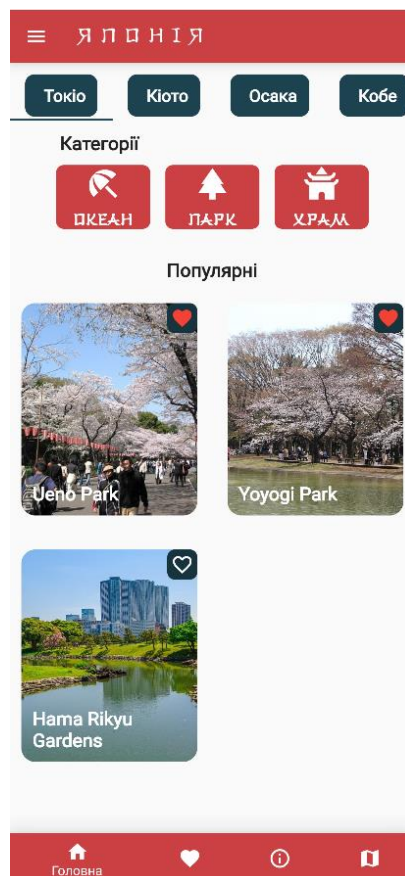 ЯПОНІЯ
Токіо Кіото Осака Кобе
Категорії
ОКЕАН ПАРК ХРАМ
Популярні
Ueno Park Yoyogi Park
Hama Rikyu
Gardens
Головна